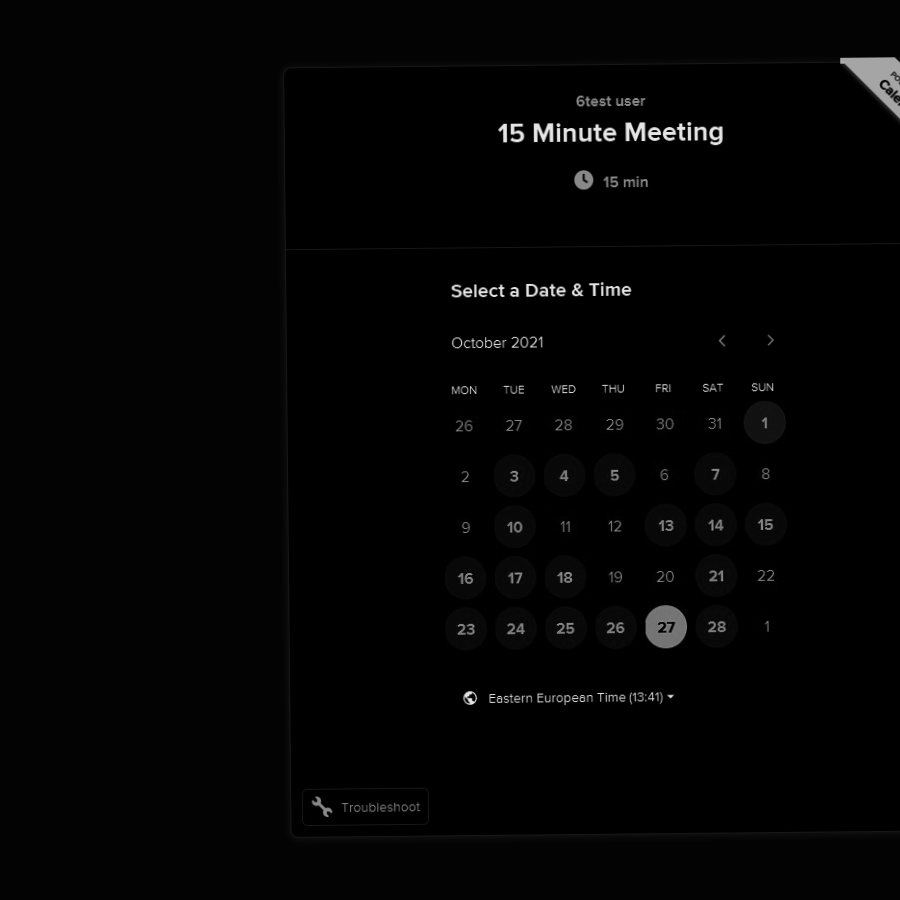 6test user
15 Minute Meeting
15 min
Select a Date & Time
October 2021
MON TUE WED THU FRI SAT SUN
26 27 28 29 30 31 1
2 3 4 5 6 7 8
9 10 11 12 13 14 15
16 17 18 19 20 21 22
23 24 25 26 27 28 1
Eastern European Time (13:41)
Troubleshoot